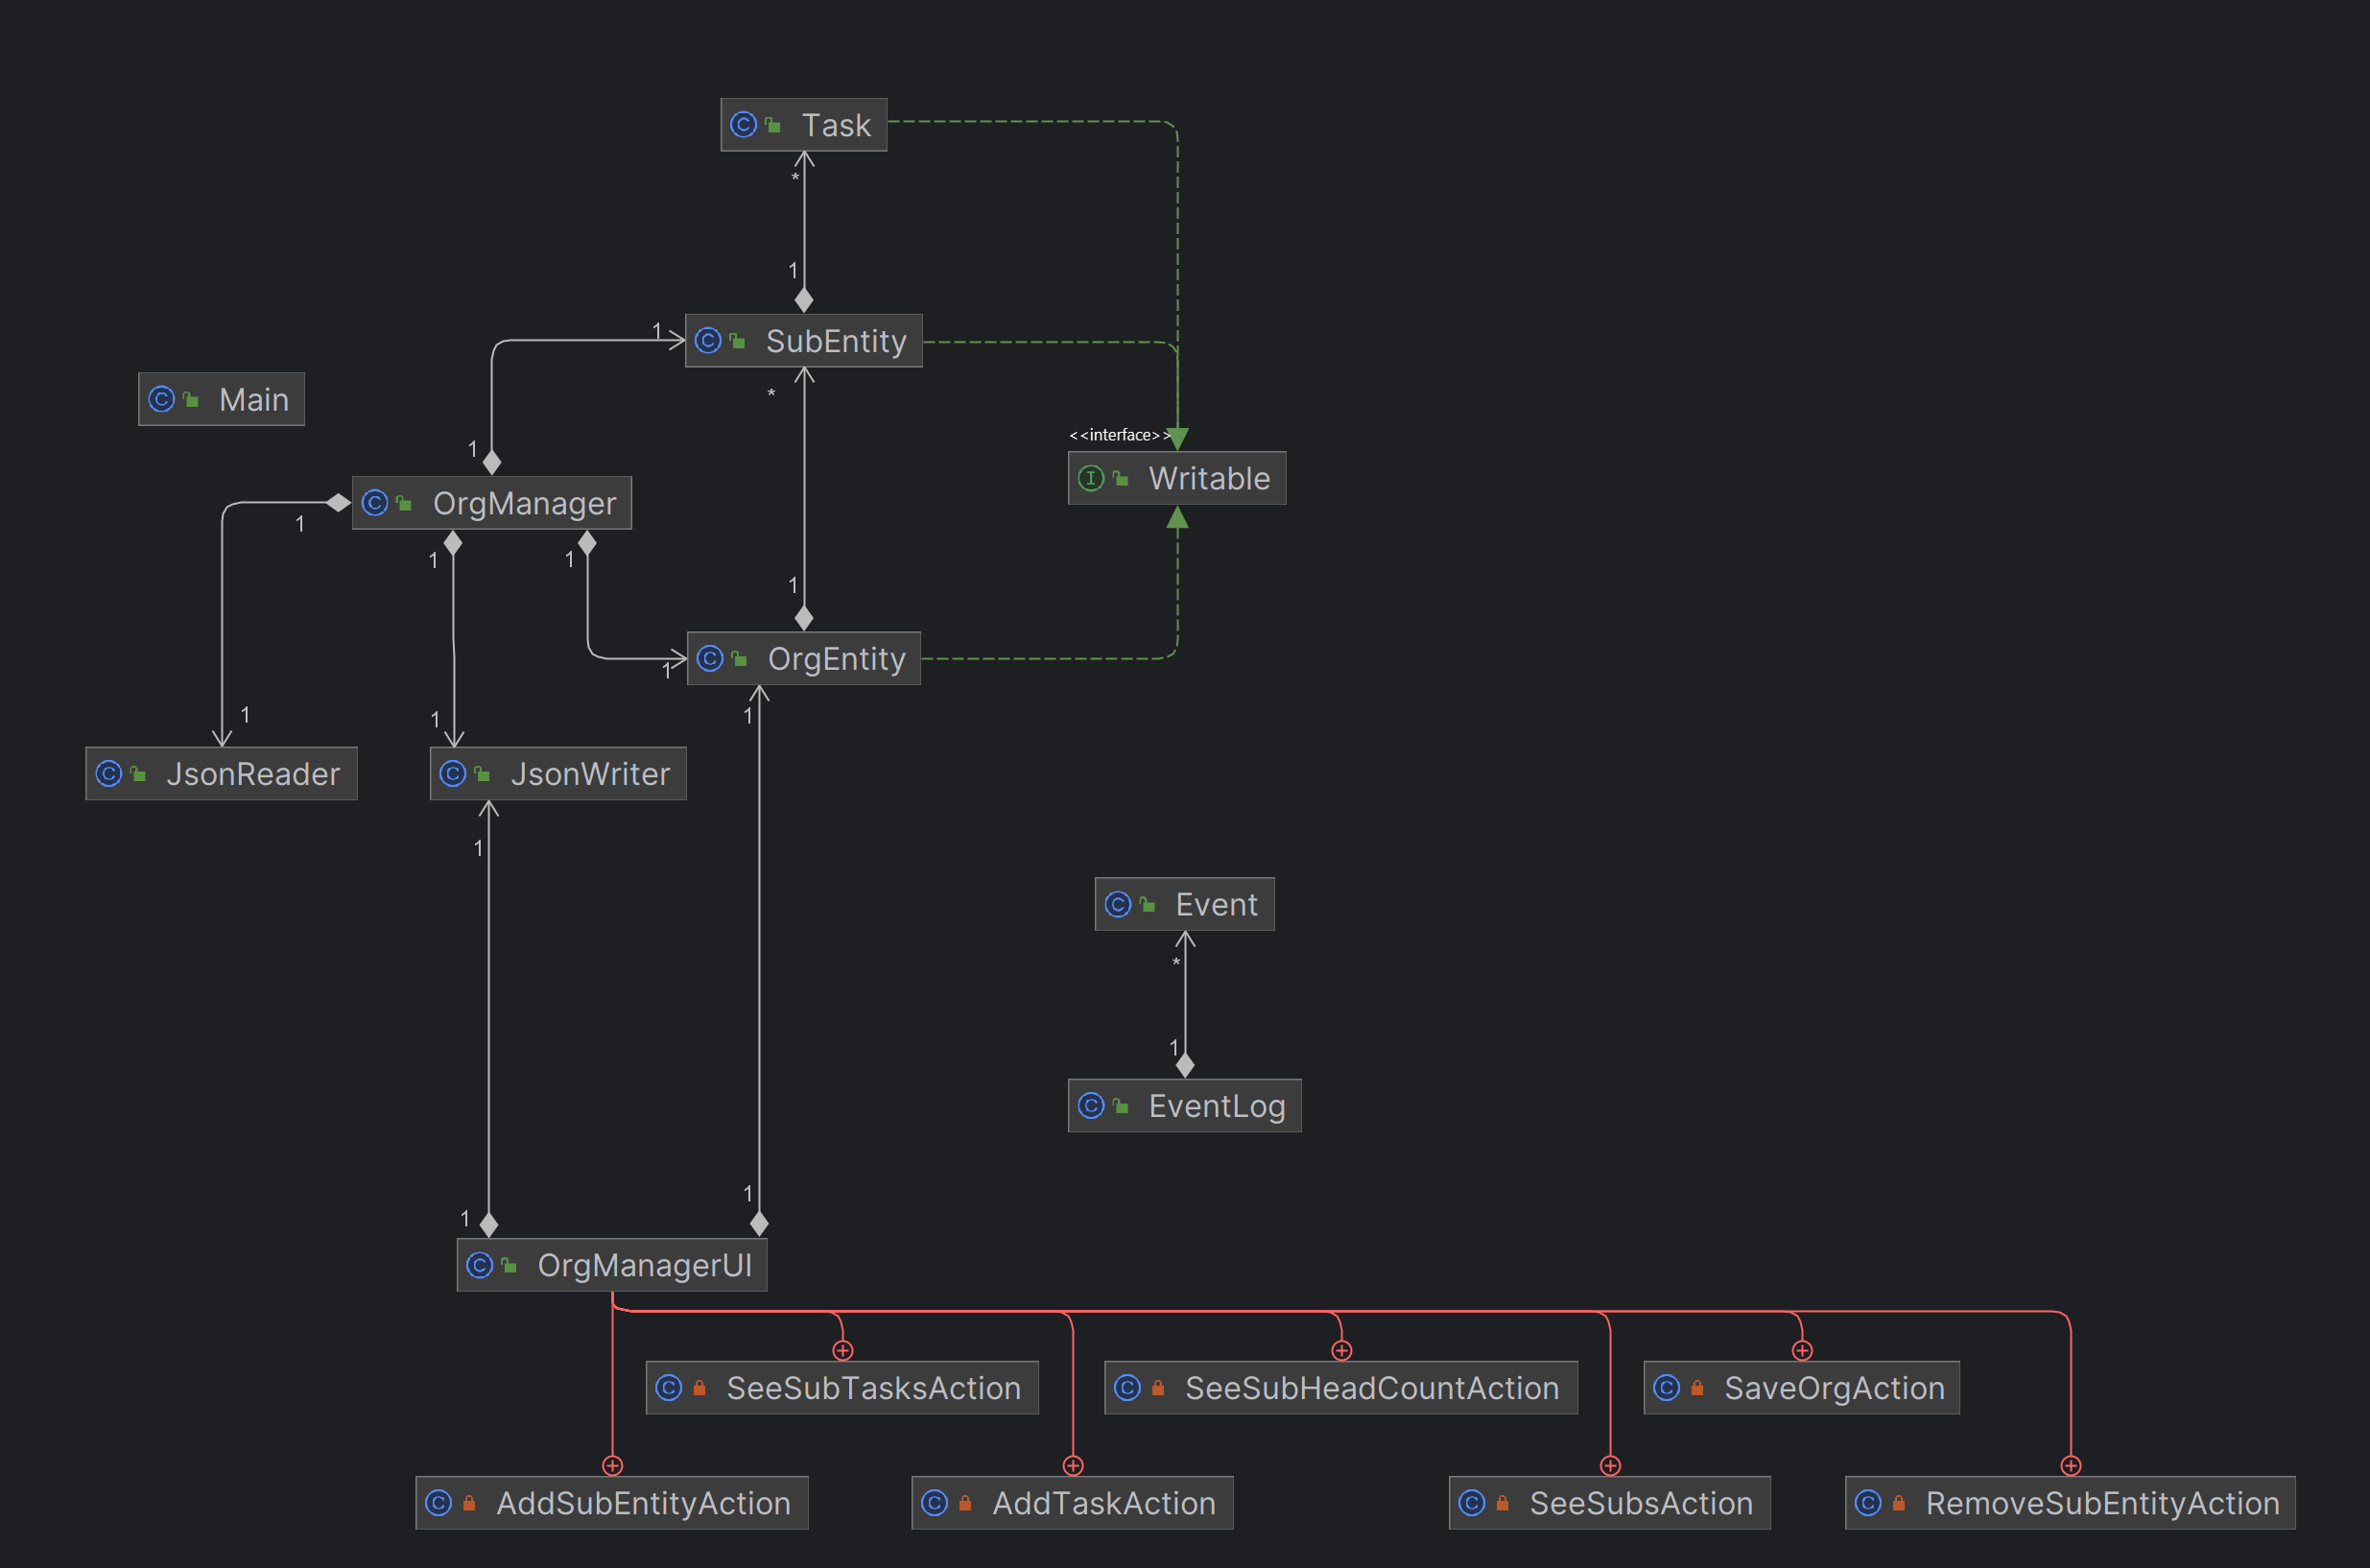 Task
*
1
SubEntity
1
*
Main
1
<<interface>>
OrgManager
Writable
1
1
1
1
OrgEntity
1
1
1
1
JsonReader
JsonWriter
1
Event
*
1
EventLog
1
1
OrgManagerUI
SeeSubTasksAction
SeeSubHeadCountAction
SaveOrgAction
AddSubEntityAction
AddTaskAction
SeeSubsAction
RemoveSubEntityAction